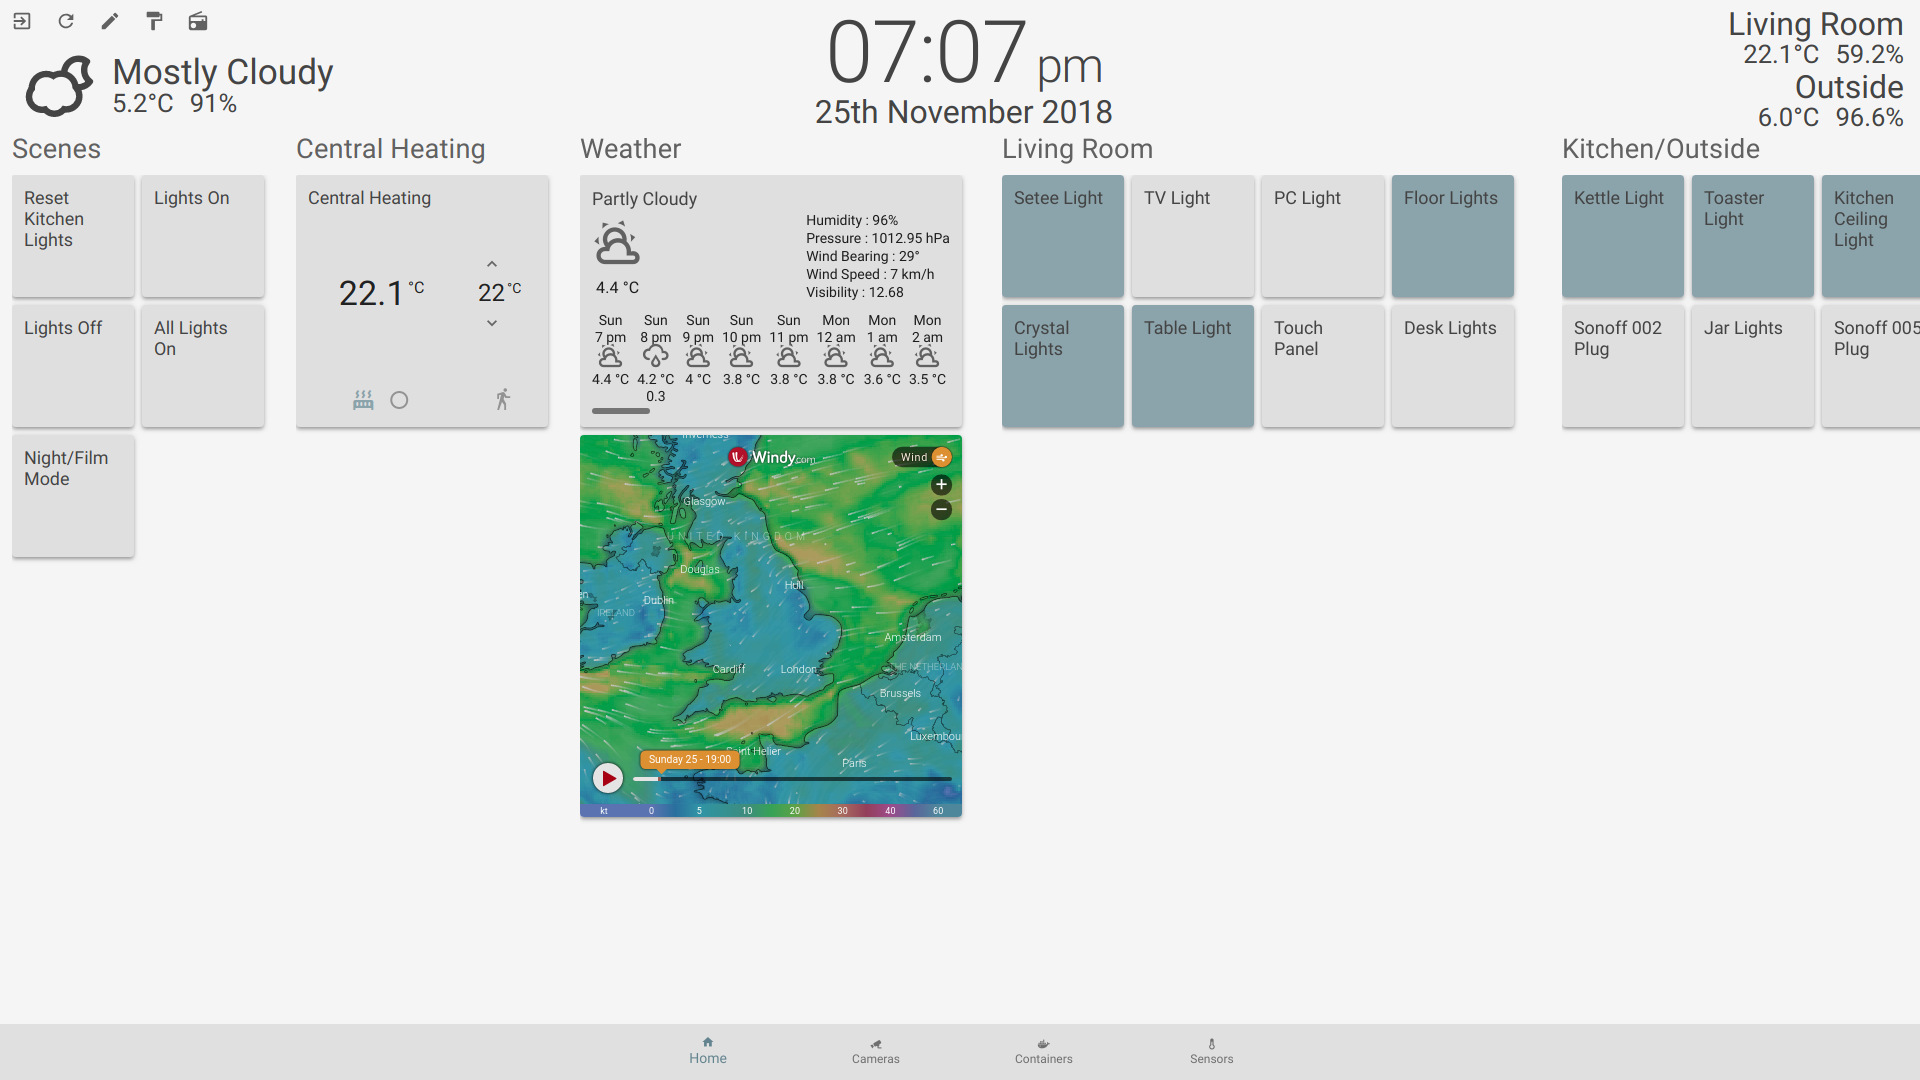 07:07 pm
25th November 2018
Mostly Cloudy
5.2°C 91%
Living Room
22.1°C 59.2%
Outside
6.0°C 96.6%
Scenes
Reset
Kitchen
Lights
Lights On
Lights Off
All Lights
On
Night/Film
Mode
Central Heating
Central Heating
22.1 °C
22 °C
Weather
Partly Cloudy
4.4 °C
Humidity : 96%
Pressure : 1012.95 hPa
Wind Bearing : 29°
Wind Speed : 7 km/h
Visibility : 12.68
Sun Sun Sun Sun Sun Mon Mon Mon
7 pm 8 pm 9 pm 10 pm 11 pm 12 am 1 am 2 am
4.4 °C 4.2 °C 4 °C 3.8 °C 3.8 °C 3.8 °C 3.6 °C 3.5 °C
0.3
Inverness
Windy.com
Wind
+
−
Glasgow
UNITED KINGDOM
Douglas
Hull
en
Dublin
IRELAND
Amsterdam
Cardiff
London
THE NETHERLAN
Brussels
Luxembou
Saint Helier
Sunday 25 - 19:00
Paris
kt 0 5 10 20 30 40 60
Living Room
Setee Light
TV Light
PC Light
Floor Lights
Crystal
Lights
Table Light
Touch
Panel
Desk Lights
Kitchen/Outside
Kettle Light
Toaster
Light
Kitchen
Ceiling
Light
Sonoff 002
Plug
Jar Lights
Sonoff 005
Plug
Home
Cameras
Containers
Sensors